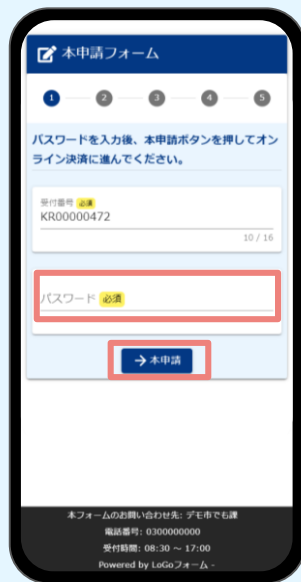 本申請フォーム
1 2 3 4 5
パスワードを入力後、本申請ボタンを押してオン
ライン決済に進んでください。
受付番号 必須
KR00000472
10 / 16
パスワード 必須
→本申請
本フォームのお問い合わせ先: デモ市でも課
電話番号: 0300000000
受付時間: 08:30 ～ 17:00
Powered by LoGoフォーム -